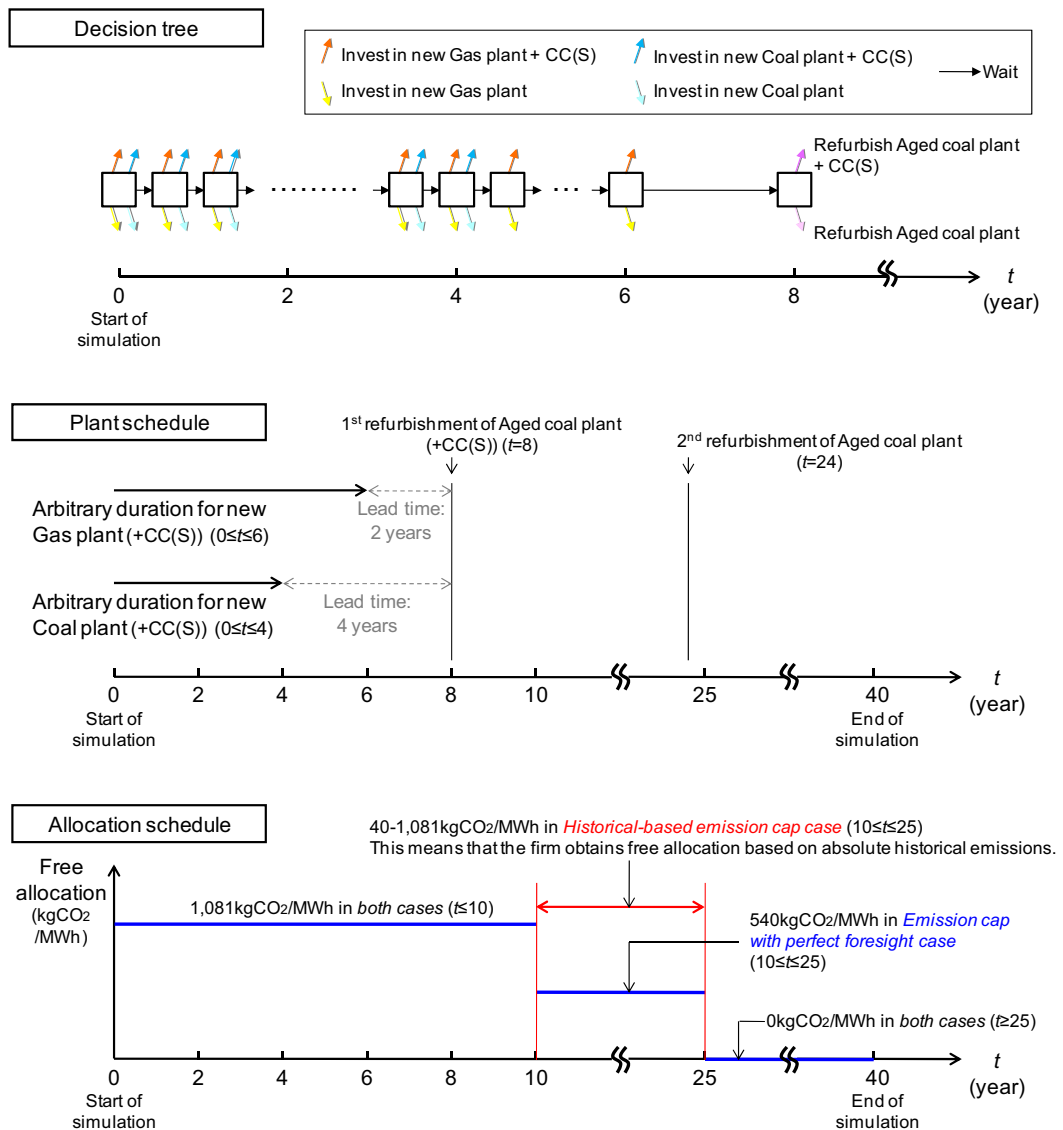 Decision tree
Invest in new Gas plant + CC(S)
Invest in new Coal plant + CC(S)
Wait
Invest in new Gas plant
Invest in new Coal plant
Refurbish Aged coal plant
+ CC(S)
Refurbish Aged coal plant
0 2 4 6 8
t
(year)
Start of
simulation
Plant schedule
1st refurbishment of Aged coal plant
(+CC(S)) (t=8)
2nd refurbishment of Aged coal plant
(t=24)
Arbitrary duration for new
Gas plant (+CC(S)) (0≤t≤6)
Lead time:
2 years
Arbitrary duration for new
Coal plant (+CC(S)) (0≤t≤4)
Lead time:
4 years
0 2 4 6 8 10 25 40
t
(year)
Start of
simulation
End of
simulation
Allocation schedule
40-1,081kgCO2/MWh in Historical-based emission cap case (10≤t≤25)
This means that the firm obtains free allocation based on absolute historical emissions.
Free
allocation
(kgCO2
/MWh)
1,081kgCO2/MWh in both cases (t≤10)
540kgCO2/MWh in Emission cap
with perfect foresight case
(10≤t≤25)
0kgCO2/MWh in both cases (t≥25)
0 2 4 6 8 10 25 40
t
(year)
Start of
simulation
End of
simulation